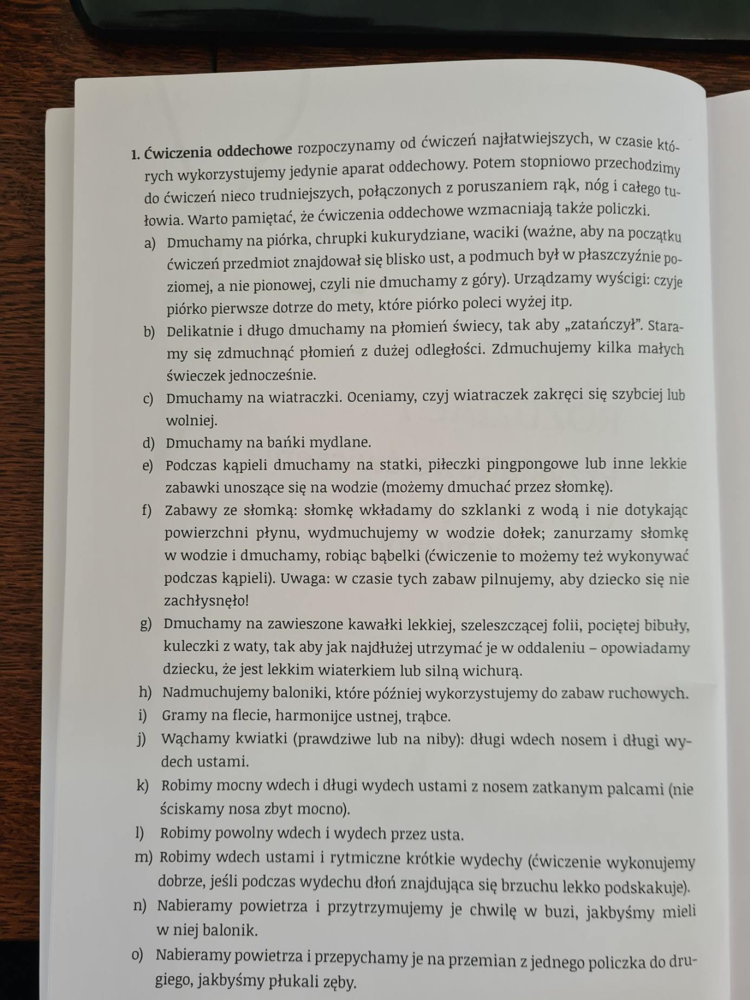 1. Ćwiczenia oddechowe rozpoczynamy od ćwiczeń najłatwiejszych, w czasie któ-
rych wykorzystujemy jedynie aparat oddechowy. Potem stopniowo przechodzimy
do ćwiczeń nieco trudniejszych, połączonych z poruszaniem rąk, nóg i całego tu-
łowia. Warto pamiętać, że ćwiczenia oddechowe wzmacniają także policzki.
a) Dmuchamy na piórka, chrupki kukurydziane, waciki (ważne, aby na początku
ćwiczeń przedmiot znajdował się blisko ust, a podmuch był w płaszczyźnie po-
ziomej, a nie pionowej, czyli nie dmuchamy z góry). Urządzamy wyścigi: czyje
piórko pierwsze dotrze do mety, które piórko poleci wyżej itp.
b) Delikatnie i długo dmuchamy na płomień świecy, tak aby „zatańczył”. Stara-
my się zdmuchnąć płomień z dużej odległości. Zdmuchujemy kilka małych
świeczek jednocześnie.
c) Dmuchamy na wiatraczki. Oceniamy, czyj wiatraczek zakręci się szybciej lub
wolniej.
d) Dmuchamy na bańki mydlane.
e) Podczas kąpieli dmuchamy na statki, piłeczki pingpongowe lub inne lekkie
zabawki unoszące się na wodzie (możemy dmuchać przez słomkę).
f) Zabawy ze słomką: słomkę wkładamy do szklanki z wodą i nie dotykając
powierzchni płynu, wydmuchujemy w wodzie dołek; zanurzamy słomkę
w wodzie i dmuchamy, robiąc bąbelki (ćwiczenie to możemy też wykonywać
podczas kąpieli). Uwaga: w czasie tych zabaw pilnujemy, aby dziecko się nie
zachłysnęło!
g) Dmuchamy na zawieszone kawałki lekkiej, szeleszczącej folii, pociętej bibuły,
kuleczki z waty, tak aby jak najdłużej utrzymać je w oddaleniu – opowiadamy
dziecku, że jest lekkim wiaterkiem lub silną wichurą.
h) Nadmuchujemy baloniki, które później wykorzystujemy do zabaw ruchowych.
i) Gramy na flecie, harmonijce ustnej, trąbce.
j) Wąchamy kwiatki (prawdziwe lub na niby): długi wdech nosem i długi wy-
dech ustami.
k) Robimy mocny wdech i długi wydech ustami z nosem zatkanym palcami (nie
ściskamy nosa zbyt mocno).
l) Robimy powolny wdech i wydech przez usta.
m) Robimy wdech ustami i rytmiczne krótkie wydechy (ćwiczenie wykonujemy
dobrze, jeśli podczas wydechu dłoń znajdująca się brzuchu lekko podskakuje).
n) Nabieramy powietrza i przytrzymujemy je chwilę w buzi, jakbyśmy mieli
w niej balonik.
o) Nabieramy powietrza i przepychamy je na przemian z jednego policzka do dru-
giego, jakbyśmy płukali zęby.